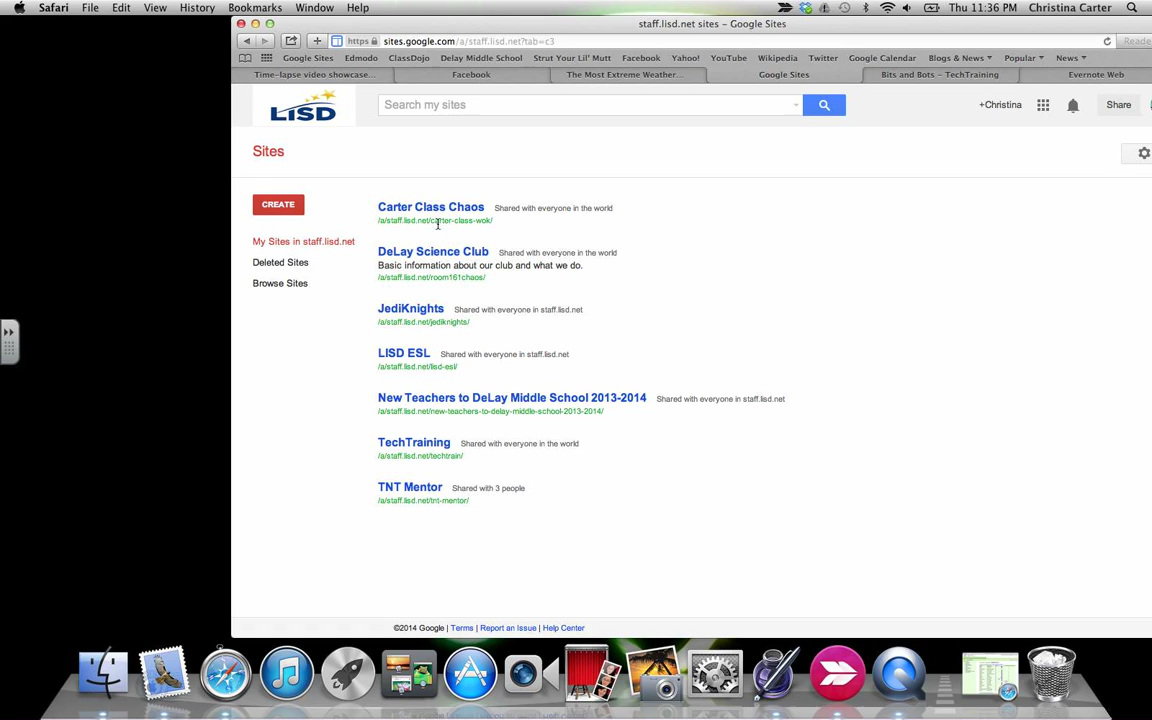 Safari File Edit View History Bookmarks Window Help Thu 11:36 PM Christina Carter
staff.lisd.net sites – Google Sites
https sites.google.com/a/staff.lisd.net?tab=c3 Reade
Google Sites Edmodo ClassDojo Delay Middle School Strut Your Lil' Mutt Facebook Yahoo! YouTube Wikipedia Twitter Google Calendar Blogs & News Popular News
Time-lapse video showcase... Facebook The Most Extreme Weather... Google Sites Bits and Bots – TechTraining Evernote Web
LISD Search my sites +Christina Share
Sites
CREATE
My Sites in staff.lisd.net
Deleted Sites
Browse Sites
Carter Class Chaos Shared with everyone in the world
/a/staff.lisd.net/carter-class-wok/
DeLay Science Club Shared with everyone in the world
Basic information about our club and what we do.
/a/staff.lisd.net/room161chaos/
JediKnights Shared with everyone in staff.lisd.net
/a/staff.lisd.net/jediknights/
LISD ESL Shared with everyone in staff.lisd.net
/a/staff.lisd.net/lisd-esl/
New Teachers to DeLay Middle School 2013-2014 Shared with everyone in staff.lisd.net
/a/staff.lisd.net/new-teachers-to-delay-middle-school-2013-2014/
TechTraining Shared with everyone in the world
/a/staff.lisd.net/techtrain/
TNT Mentor Shared with 3 people
/a/staff.lisd.net/tnt-mentor/
©2014 Google | Terms | Report an Issue | Help Center